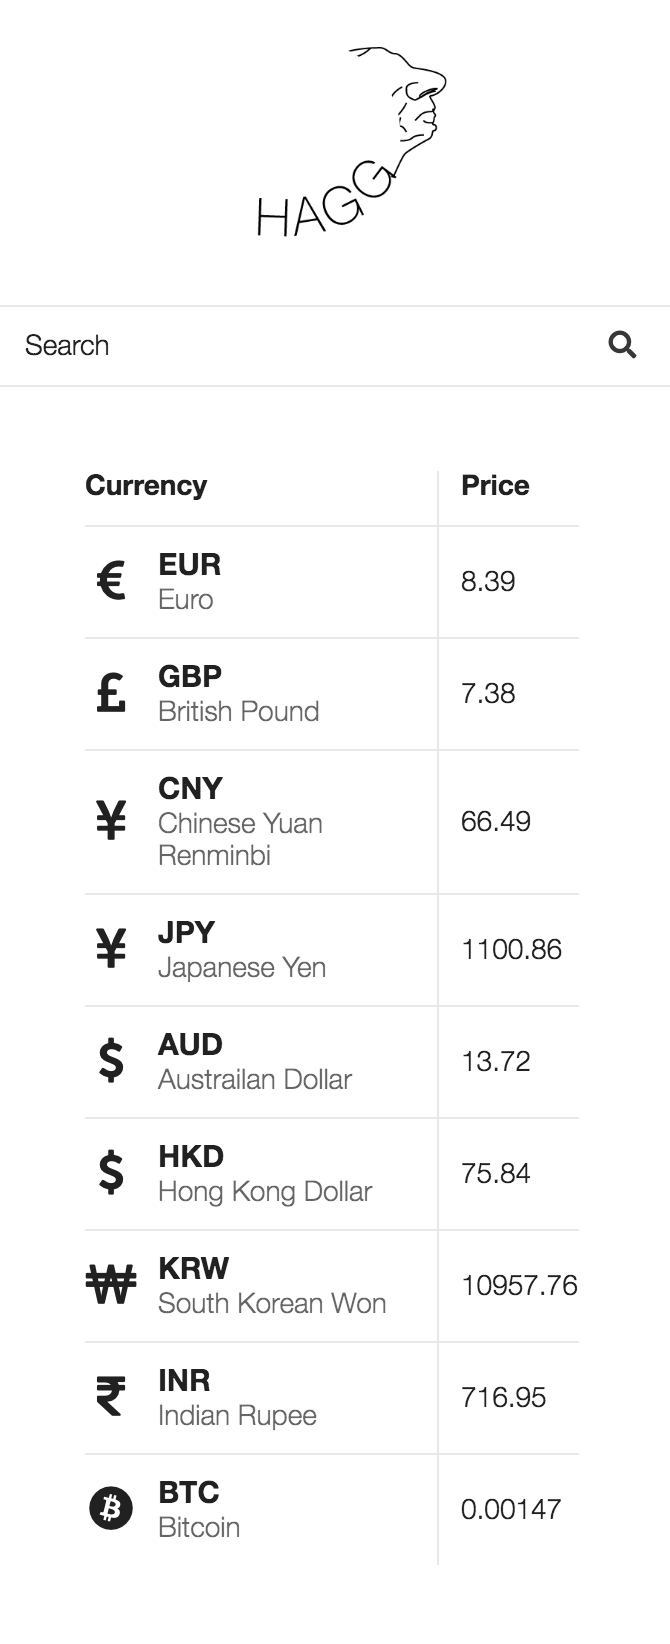 HAGG
Search
Currency Price
€ EUR
Euro
8.39
£ GBP
British Pound
7.38
¥ CNY
Chinese Yuan
Renminbi
66.49
¥ JPY
Japanese Yen
1100.86
$ AUD
Austrailan Dollar
13.72
$ HKD
Hong Kong Dollar
75.84
₩ KRW
South Korean Won
10957.76
₹ INR
Indian Rupee
716.95
₿ BTC
Bitcoin
0.00147